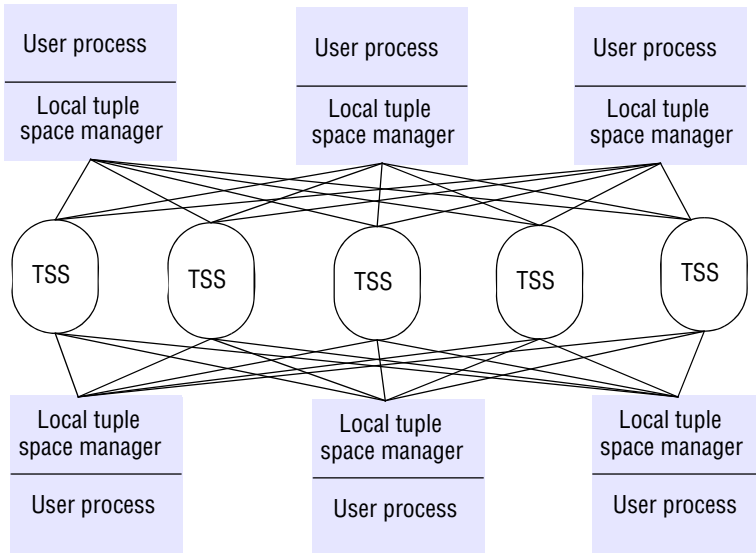 User process
Local tuple
space manager
User process
Local tuple
space manager
User process
Local tuple
space manager
TSS
TSS
TSS
TSS
TSS
Local tuple
space manager
User process
Local tuple
space manager
User process
Local tuple
space manager
User process